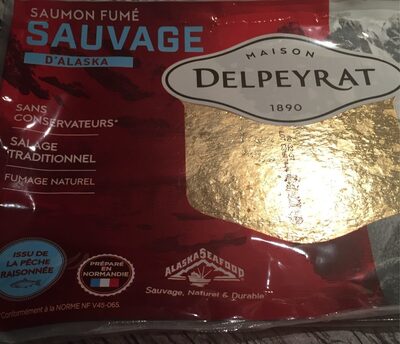 SAUMON FUMÉ
SAUVAGE
D'ALASKA
MAISON
DELPEYRAT
1890
SANS
CONSERVATEURS*
SALAGE
TRADITIONNEL
FUMAGE NATUREL
ISSU DE
LA PÊCHE
RAISONNÉE
PRÉPARÉ
EN
NORMANDIE
ALASKA SEAFOOD
Sauvage, Naturel & Durable
*Conformément à la NORME NF V45-065.